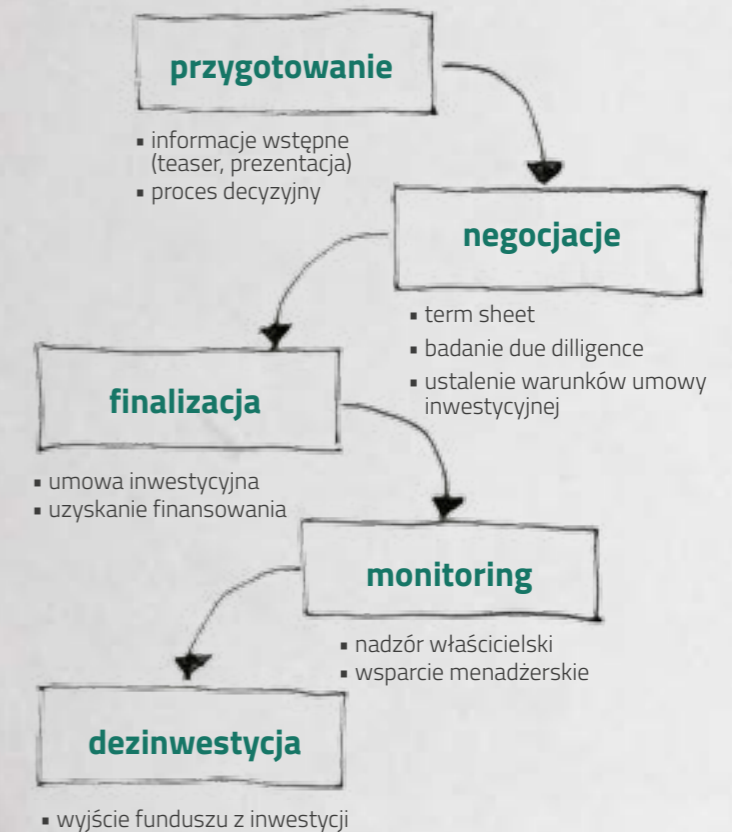 przygotowanie
▪ informacje wstępne
(teaser, prezentacja)
▪ proces decyzyjny
negocjacje
▪ term sheet
▪ badanie due dilligence
▪ ustalenie warunków umowy
inwestycyjnej
finalizacja
▪ umowa inwestycyjna
▪ uzyskanie finansowania
monitoring
▪ nadzór właścicielski
▪ wsparcie menadżerskie
dezinwestycja
▪ wyjście funduszu z inwestycji